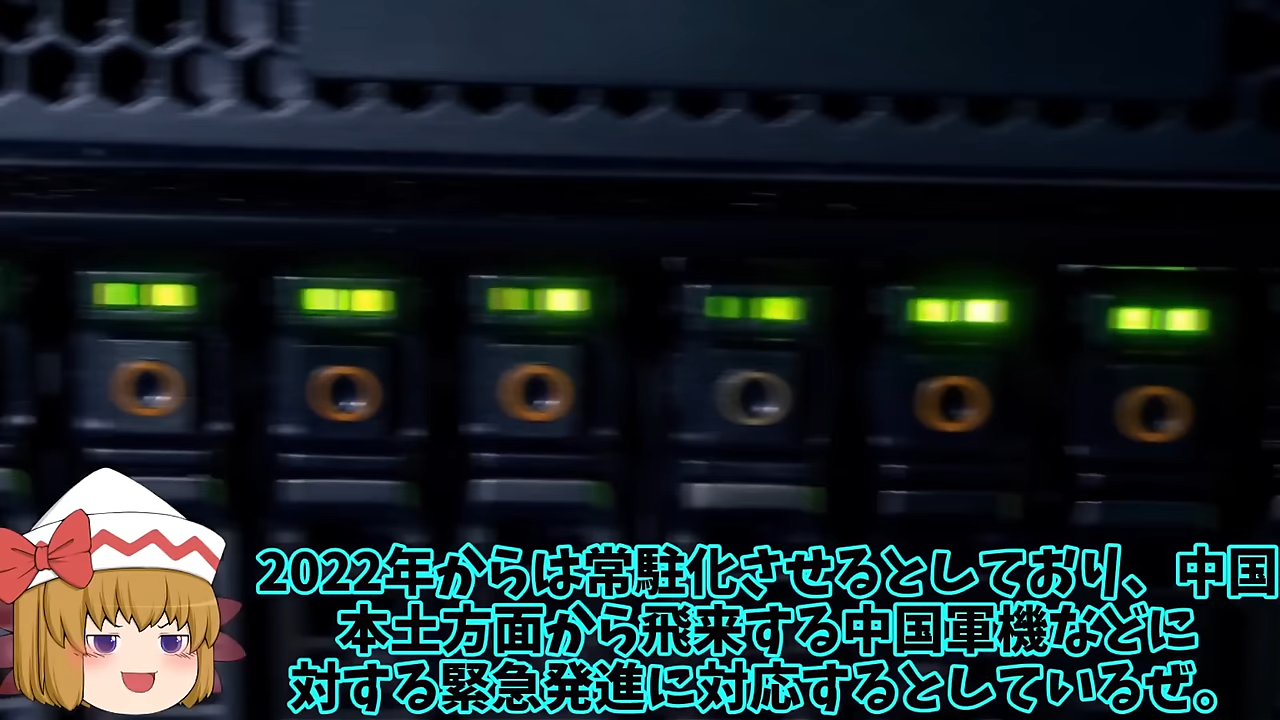 2022年からは常駐化させるとしており、中国
本土方面から飛来する中国軍機などに
対する緊急発進に対応するとしているぜ。